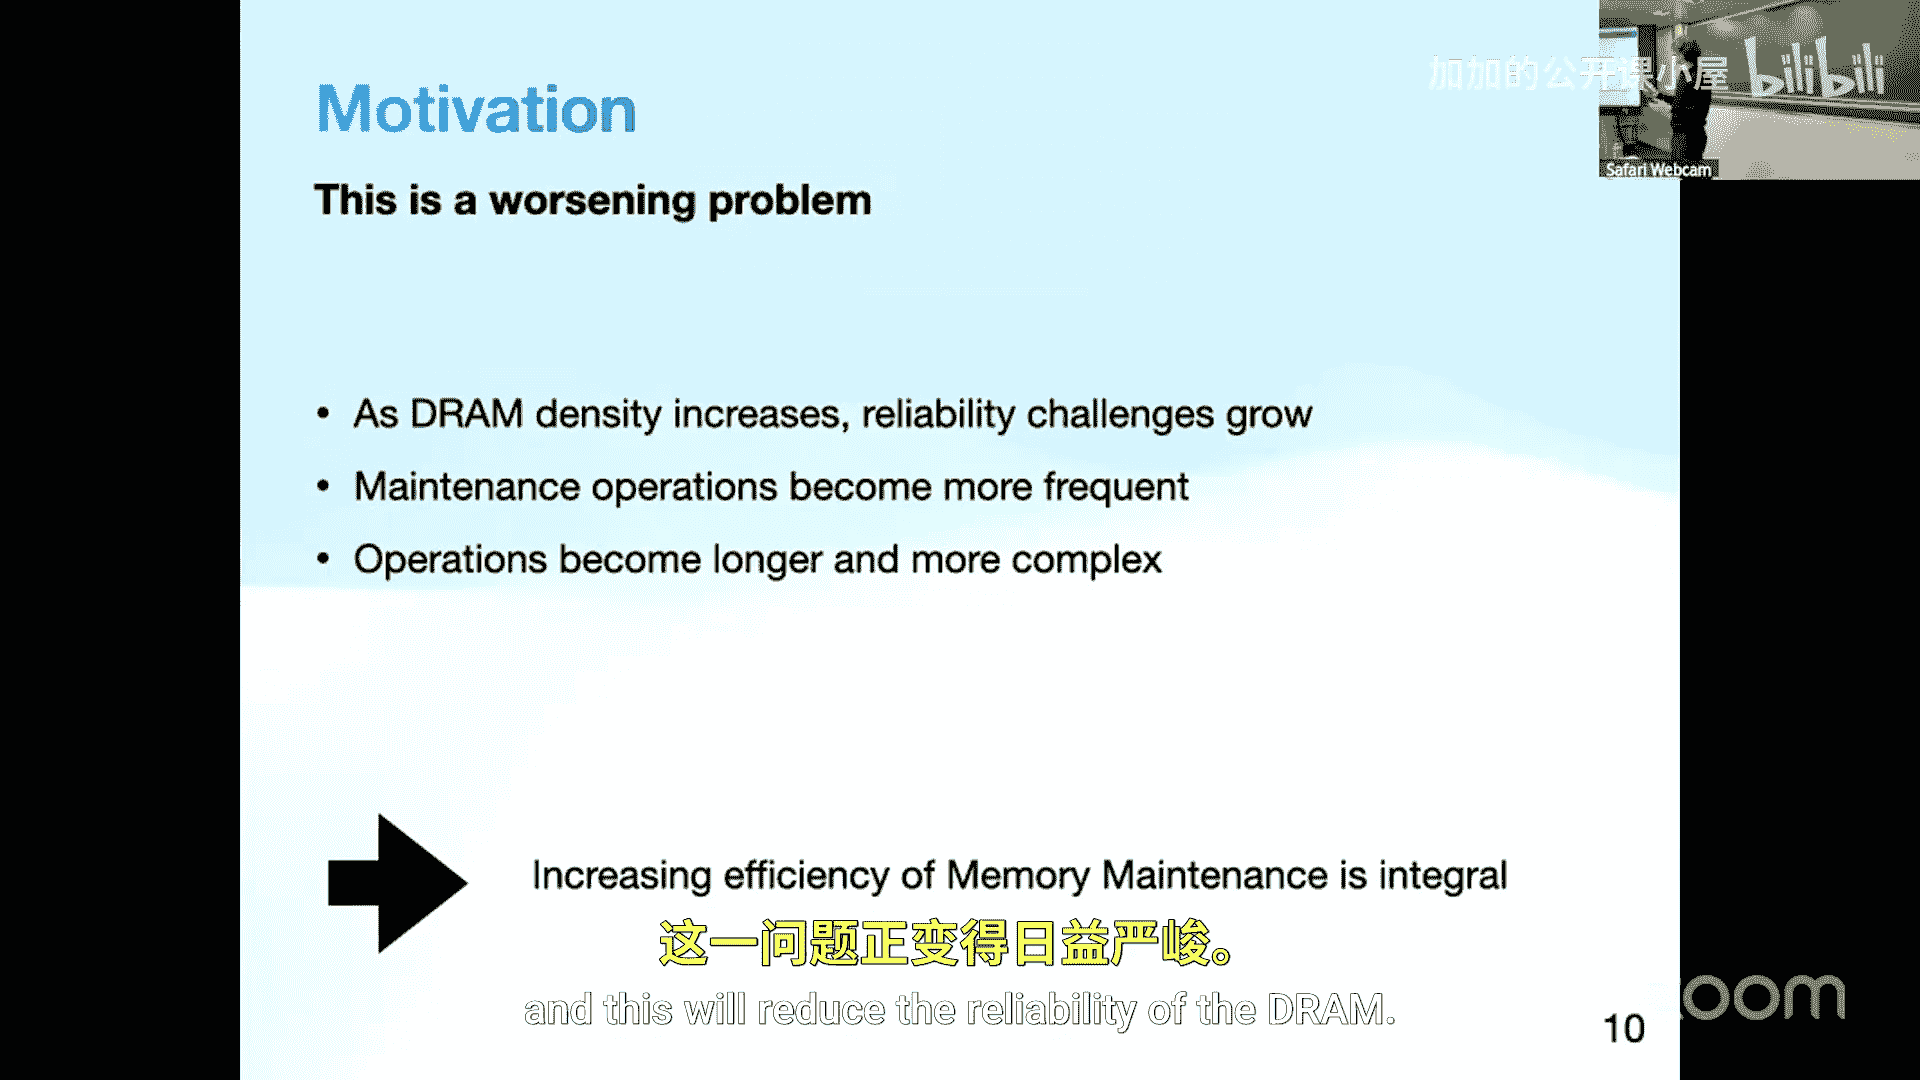 Motivation
加加的公开课小屋 bilibili
Safari Webcam
This is a worsening problem
• As DRAM density increases, reliability challenges grow
• Maintenance operations become more frequent
• Operations become longer and more complex
Increasing efficiency of Memory Maintenance is integral
这一问题正变得日益严峻。
and this will reduce the reliability of the DRAM.
zoom
10